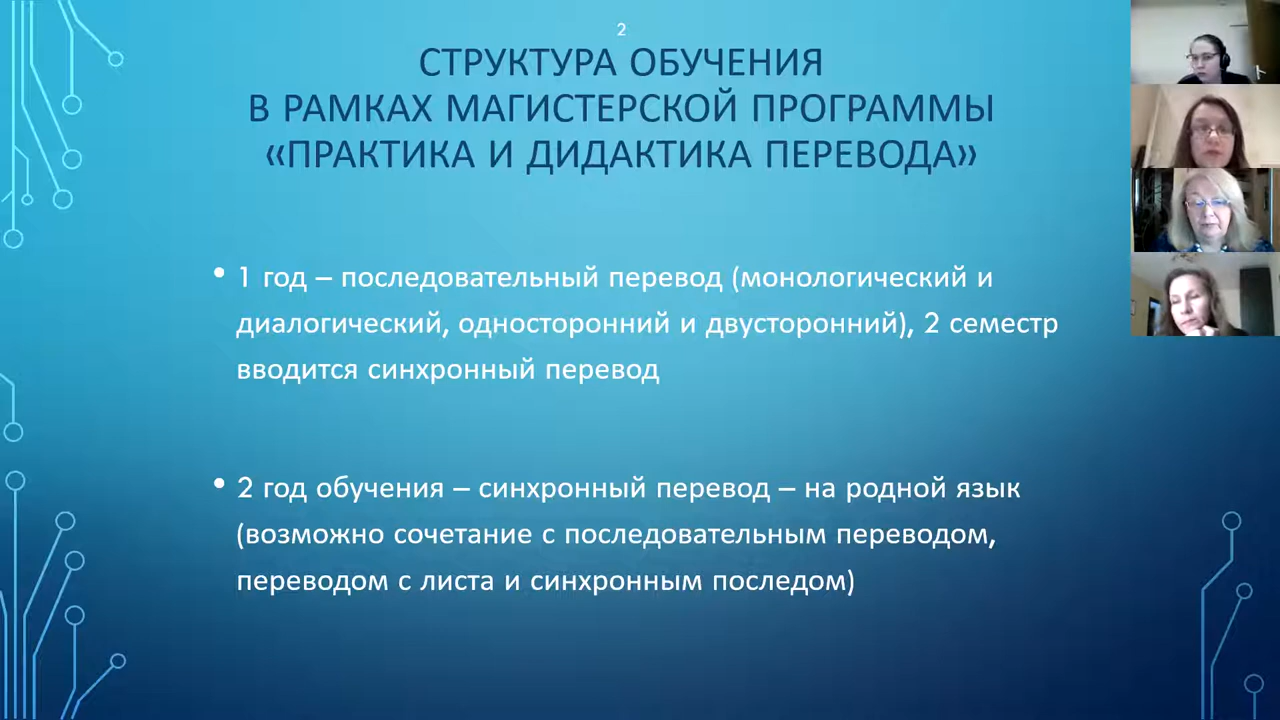 2
СТРУКТУРА ОБУЧЕНИЯ
В РАМКАХ МАГИСТЕРСКОЙ ПРОГРАММЫ
«ПРАКТИКА И ДИДАКТИКА ПЕРЕВОДА»
• 1 год – последовательный перевод (монологический и
диалогический, односторонний и двусторонний), 2 семестр
вводится синхронный перевод
• 2 год обучения – синхронный перевод – на родной язык
(возможно сочетание с последовательным переводом,
переводом с листа и синхронным последом)